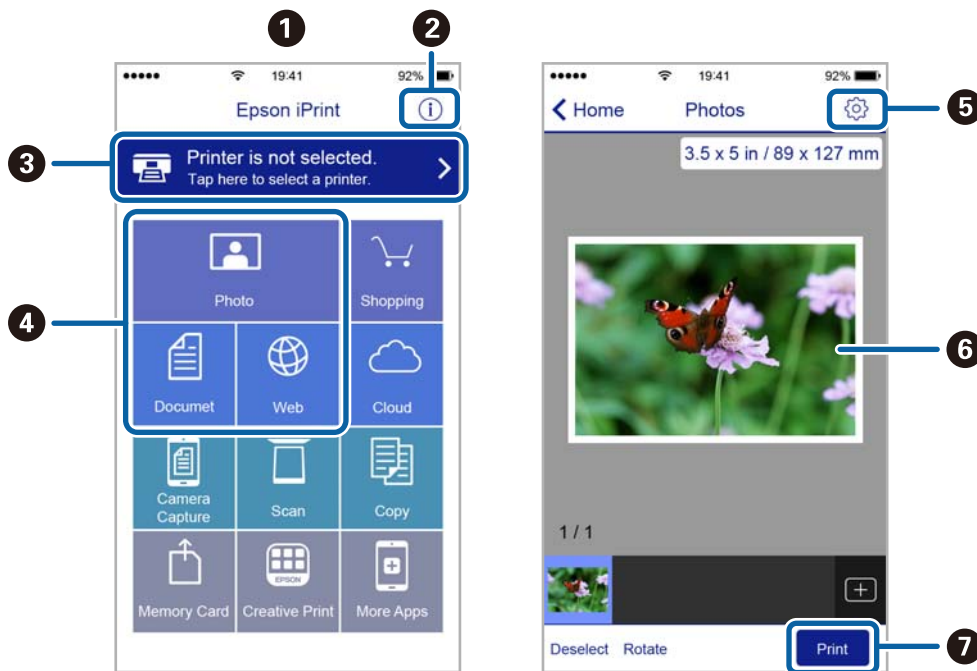 1
2
19:41
92%
Epson iPrint
3
Printer is not selected.
Tap here to select a printer.
4
Photo
Shopping
Documet
Web
Cloud
Camera
Capture
Scan
Copy
EPSON
Memory Card
Creative Print
More Apps
19:41
92%
Home
Photos
5
3.5 x 5 in / 89 x 127 mm
6
1 / 1
Deselect
Rotate
Print
7